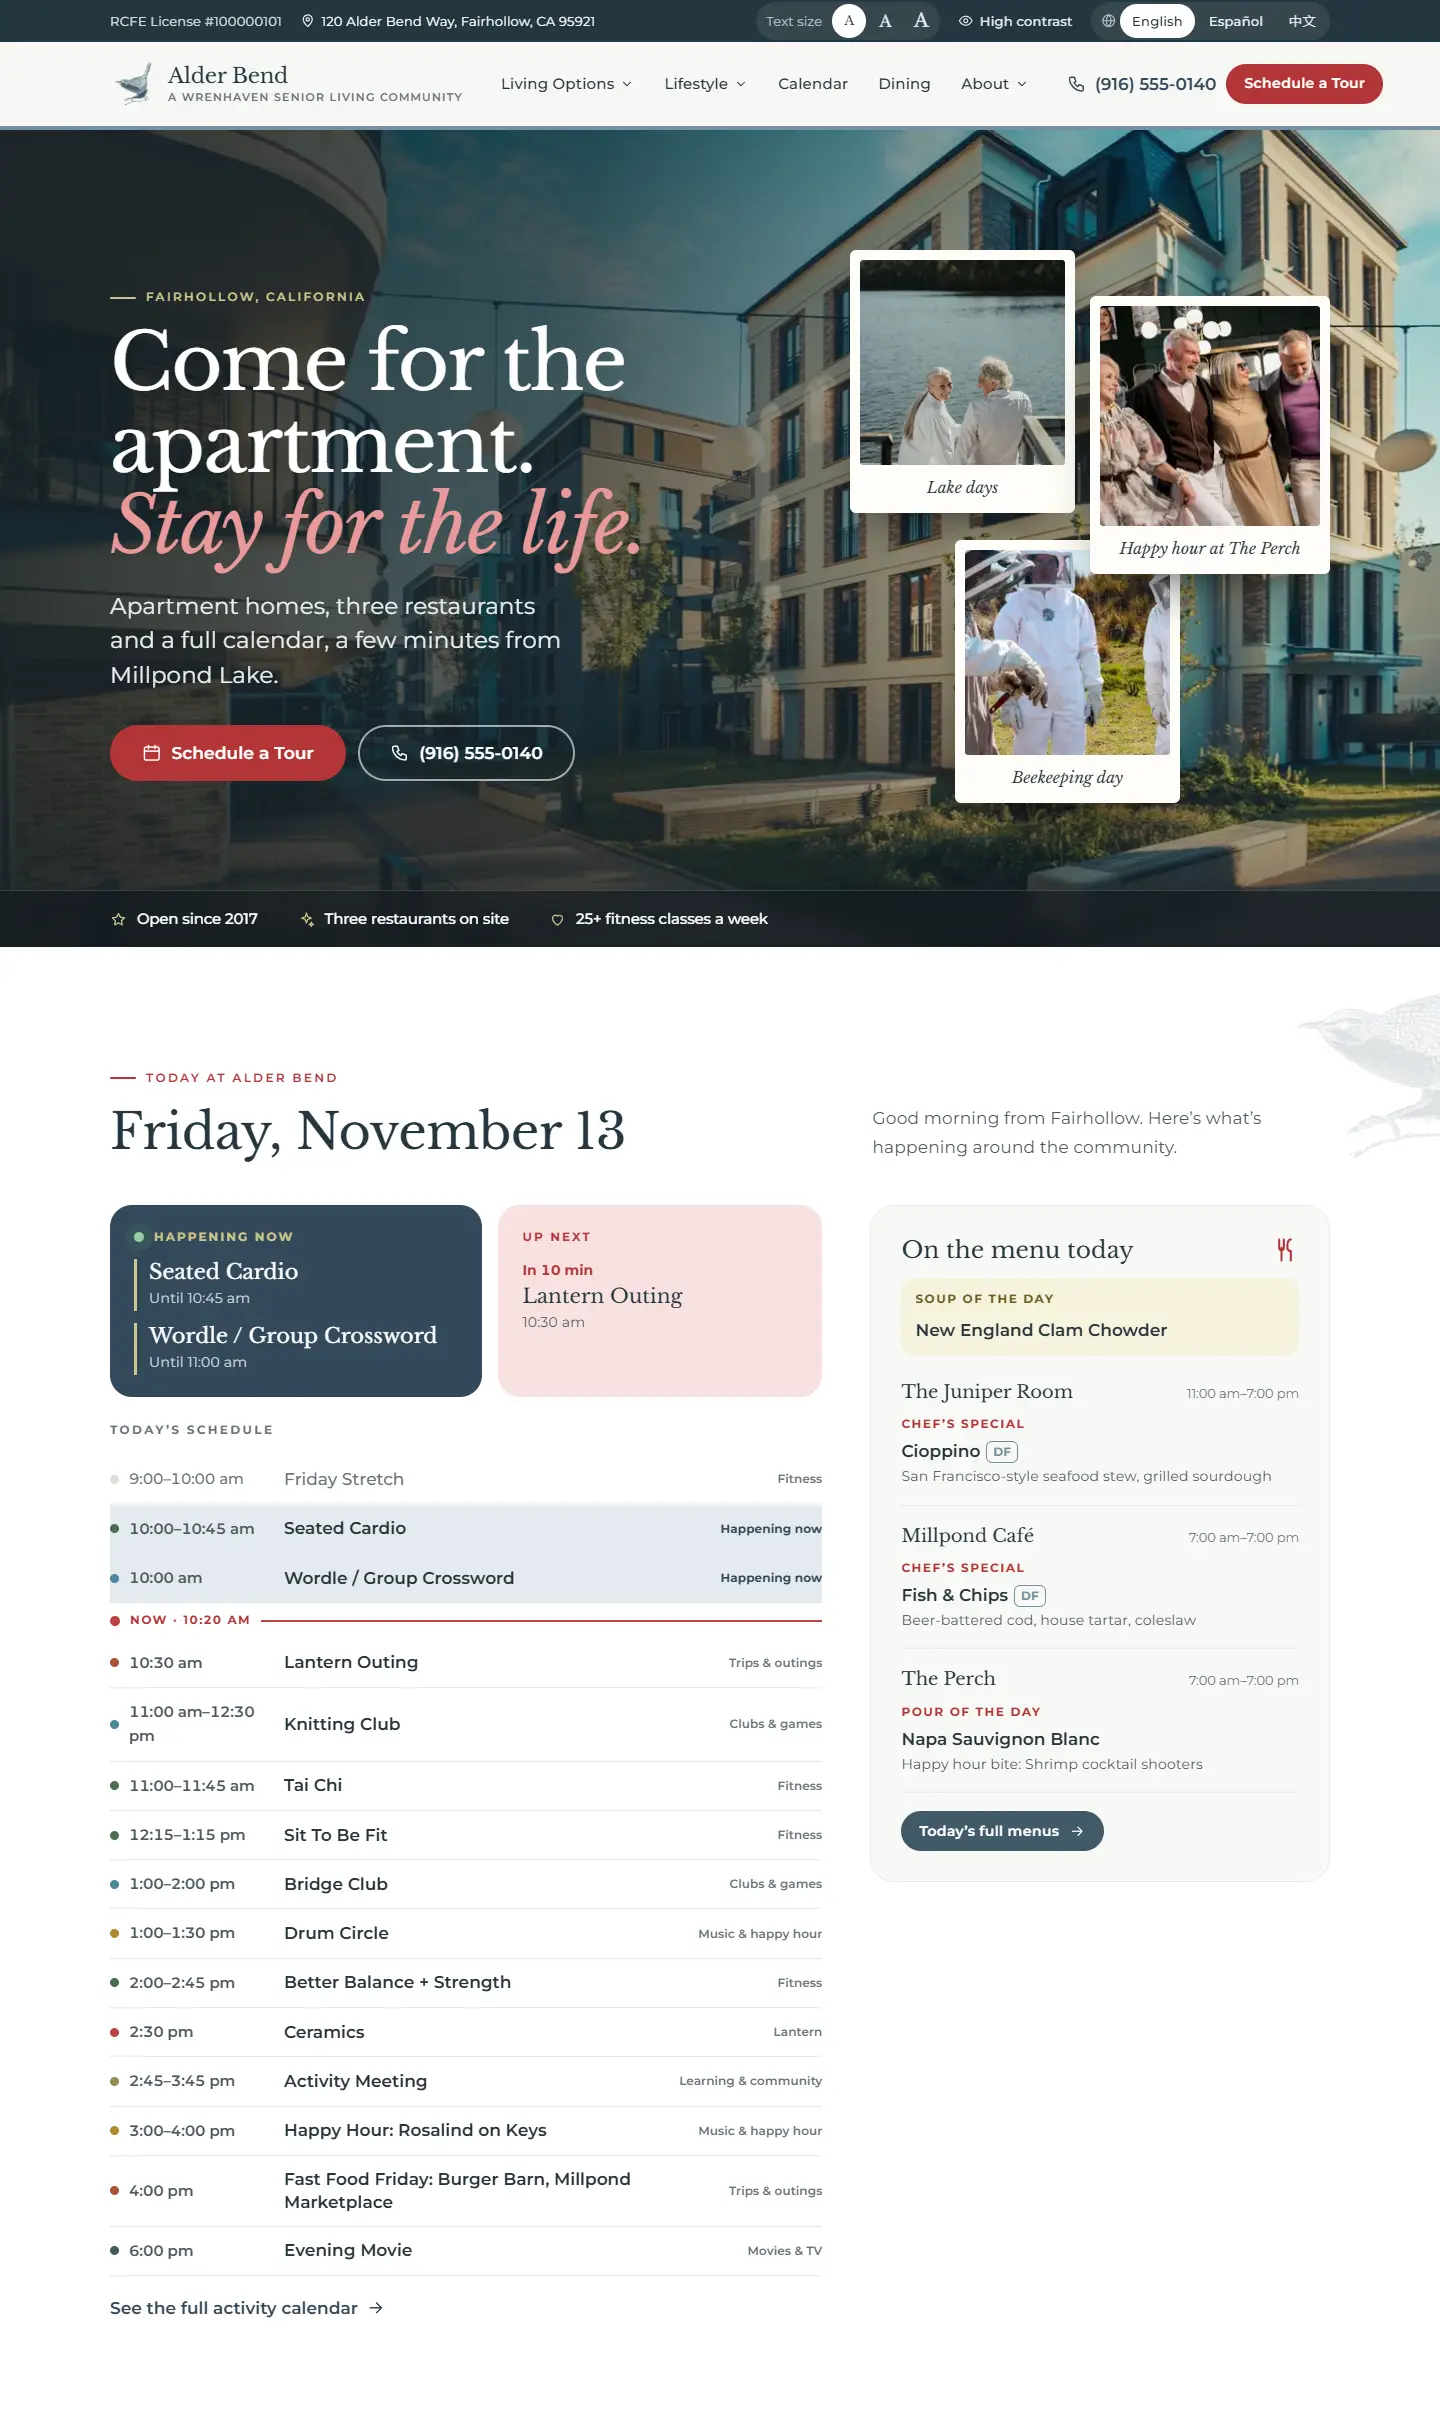 RCFE License #100000101
120 Alder Bend Way, Fairhollow, CA 95921
Text size
A
A
A
High contrast
English
Español
中文
Alder Bend
A WRENHAVEN SENIOR LIVING COMMUNITY
Living Options
Lifestyle
Calendar
Dining
About
(916) 555-0140
Schedule a Tour
FAIRHOLLOW, CALIFORNIA
Come for the
apartment.
Stay for the life.
Apartment homes, three restaurants
and a full calendar, a few minutes from
Millpond Lake.
Schedule a Tour
(916) 555-0140
Lake days
Happy hour at The Perch
Beekeeping day
Open since 2017
Three restaurants on site
25+ fitness classes a week
TODAY AT ALDER BEND
Friday, November 13
Good morning from Fairhollow. Here's what's
happening around the community.
HAPPENING NOW
Seated Cardio
Until 10:45 am
Wordle / Group Crossword
Until 11:00 am
UP NEXT
In 10 min
Lantern Outing
10:30 am
TODAY'S SCHEDULE
9:00–10:00 am Friday Stretch Fitness
10:00–10:45 am Seated Cardio Happening now
10:00 am Wordle / Group Crossword Happening now
NOW · 10:20 AM
10:30 am Lantern Outing Trips & outings
11:00 am–12:30
pm
Knitting Club Clubs & games
11:00–11:45 am Tai Chi Fitness
12:15–1:15 pm Sit To Be Fit Fitness
1:00–2:00 pm Bridge Club Clubs & games
1:00–1:30 pm Drum Circle Music & happy hour
2:00–2:45 pm Better Balance + Strength Fitness
2:30 pm Ceramics Lantern
2:45–3:45 pm Activity Meeting Learning & community
3:00–4:00 pm Happy Hour: Rosalind on Keys Music & happy hour
4:00 pm Fast Food Friday: Burger Barn, Millpond
Marketplace
Trips & outings
6:00 pm Evening Movie Movies & TV
See the full activity calendar
On the menu today
SOUP OF THE DAY
New England Clam Chowder
The Juniper Room 11:00 am–7:00 pm
CHEF'S SPECIAL
Cioppino DF
San Francisco-style seafood stew, grilled sourdough
Millpond Café 7:00 am–7:00 pm
CHEF'S SPECIAL
Fish & Chips DF
Beer-battered cod, house tartar, coleslaw
The Perch 7:00 am–7:00 pm
POUR OF THE DAY
Napa Sauvignon Blanc
Happy hour bite: Shrimp cocktail shooters
Today's full menus